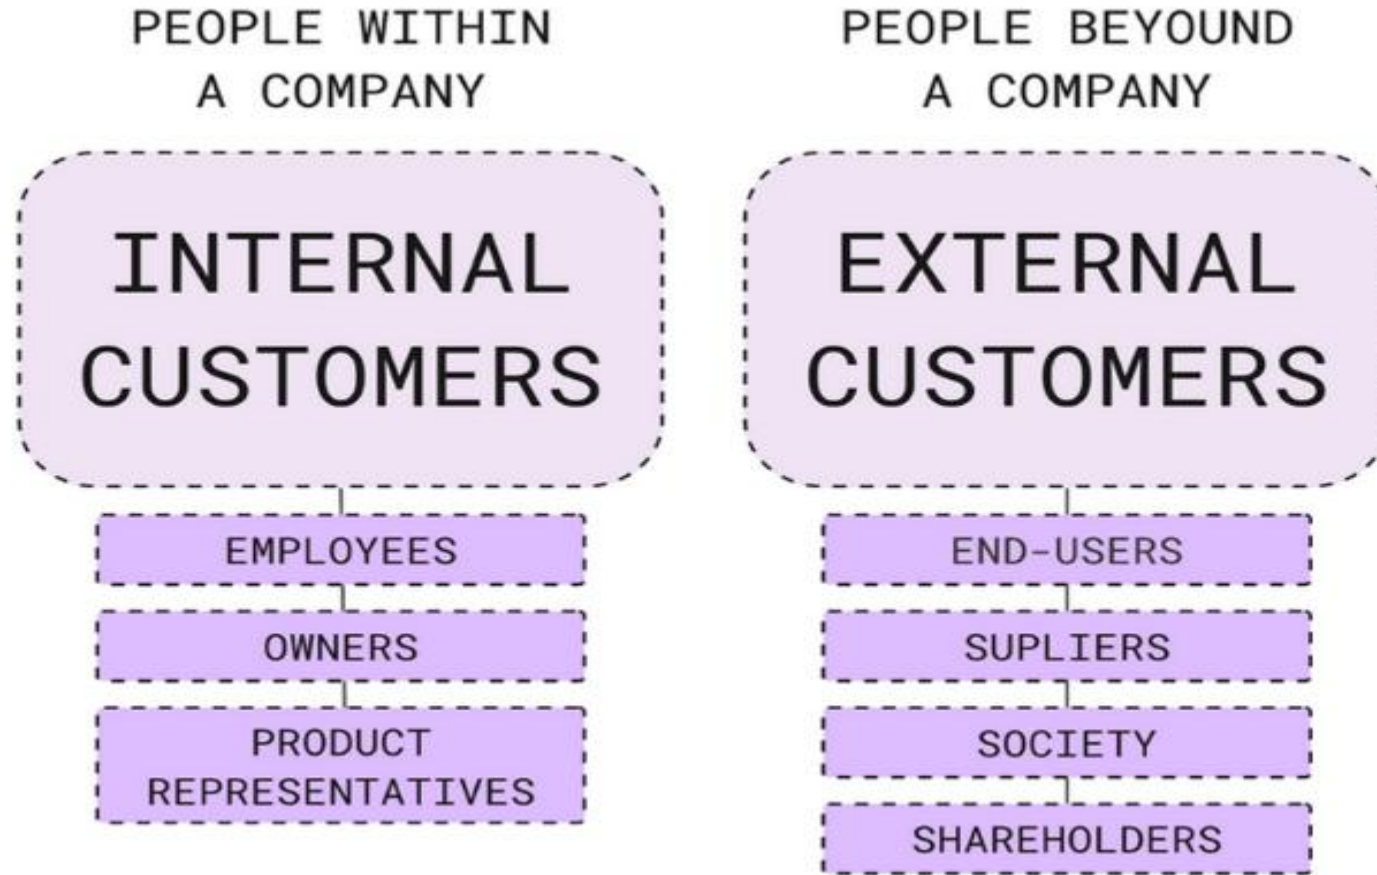 PEOPLE WITHIN
A COMPANY
INTERNAL
CUSTOMERS
EMPLOYEES
OWNERS
PRODUCT
REPRESENTATIVES
PEOPLE BEYOUND
A COMPANY
EXTERNAL
CUSTOMERS
END-USERS
SUPLIERS
SOCIETY
SHAREHOLDERS